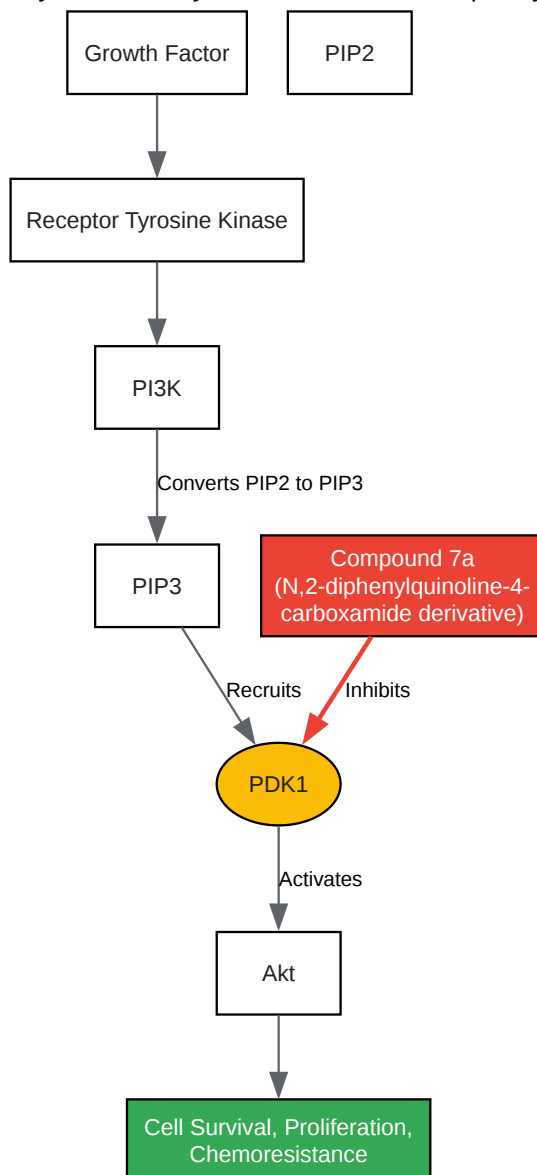 Growth Factor
PIP2
Receptor Tyrosine Kinase
PI3K
Converts PIP2 to PIP3
PIP3
Compound 7a
(N,2-diphenylquinoline-4-
carboxamide derivative)
Recruits
Inhibits
PDK1
Activates
Akt
Cell Survival, Proliferation,
Chemoresistance